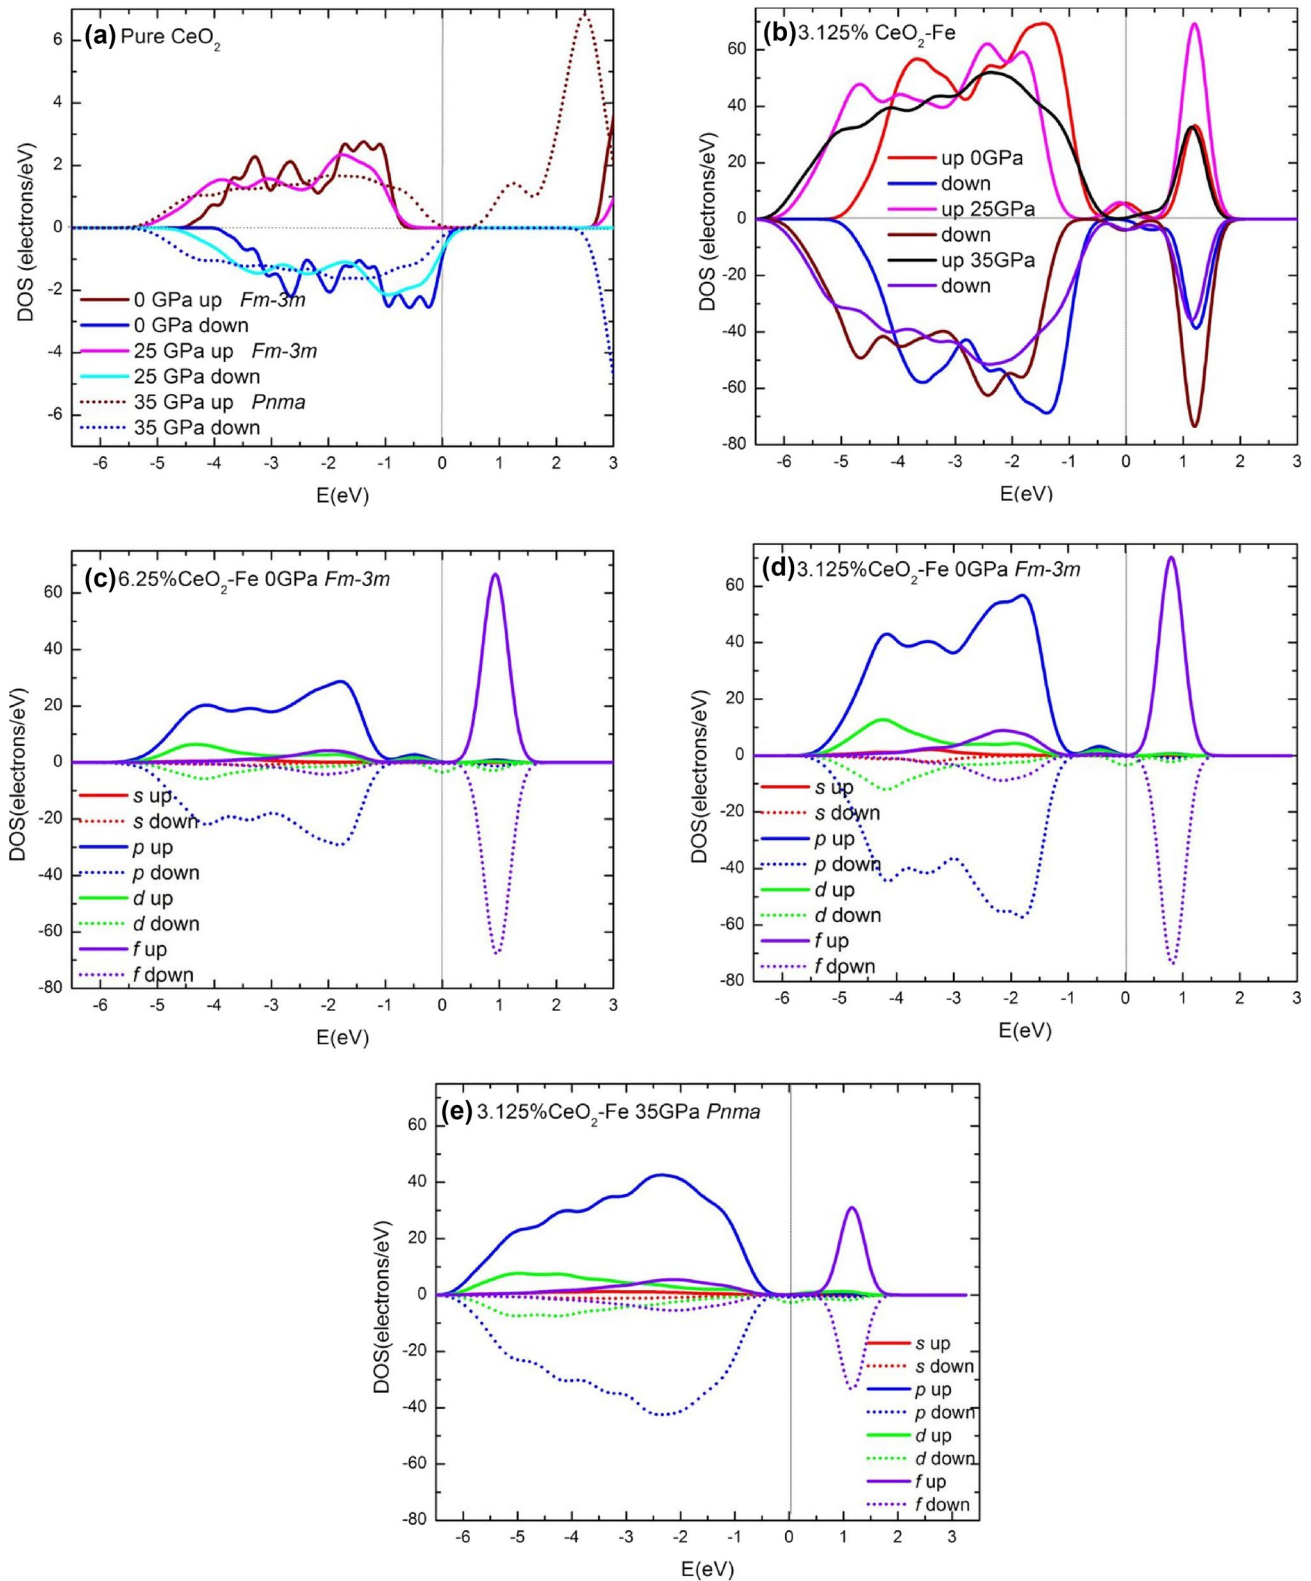 (a) Pure CeO2
DOS (electrons/eV)
6
4
2
0
-2
-4
-6
0 GPa up Fm-3m
0 GPa down
25 GPa up Fm-3m
25 GPa down
35 GPa up Pnma
35 GPa down
-6 -5 -4 -3 -2 -1 0 1 2 3
E(eV)
(b) 3.125% CeO2-Fe
DOS (electrons/eV)
60
40
20
0
-20
-40
-60
-80
up 0GPa
down
up 25GPa
down
up 35GPa
down
-6 -5 -4 -3 -2 -1 0 1 2 3
E(eV)
(c) 6.25%CeO2-Fe 0GPa Fm-3m
DOS(electrons/eV)
60
40
20
0
-20
-40
-60
-80
s up
s down
p up
p down
d up
d down
f up
f down
-6 -5 -4 -3 -2 -1 0 1 2 3
E(eV)
(d) 3.125%CeO2-Fe 0GPa Fm-3m
DOS(electrons/eV)
60
40
20
0
-20
-40
-60
-80
s up
s down
p up
p down
d up
d down
f up
f down
-6 -5 -4 -3 -2 -1 0 1 2 3
E(eV)
(e) 3.125%CeO2-Fe 35GPa Pnma
DOS(electrons/eV)
60
40
20
0
-20
-40
-60
-80
s up
s down
p up
p down
d up
d down
f up
f down
-6 -5 -4 -3 -2 -1 0 1 2 3
E(eV)